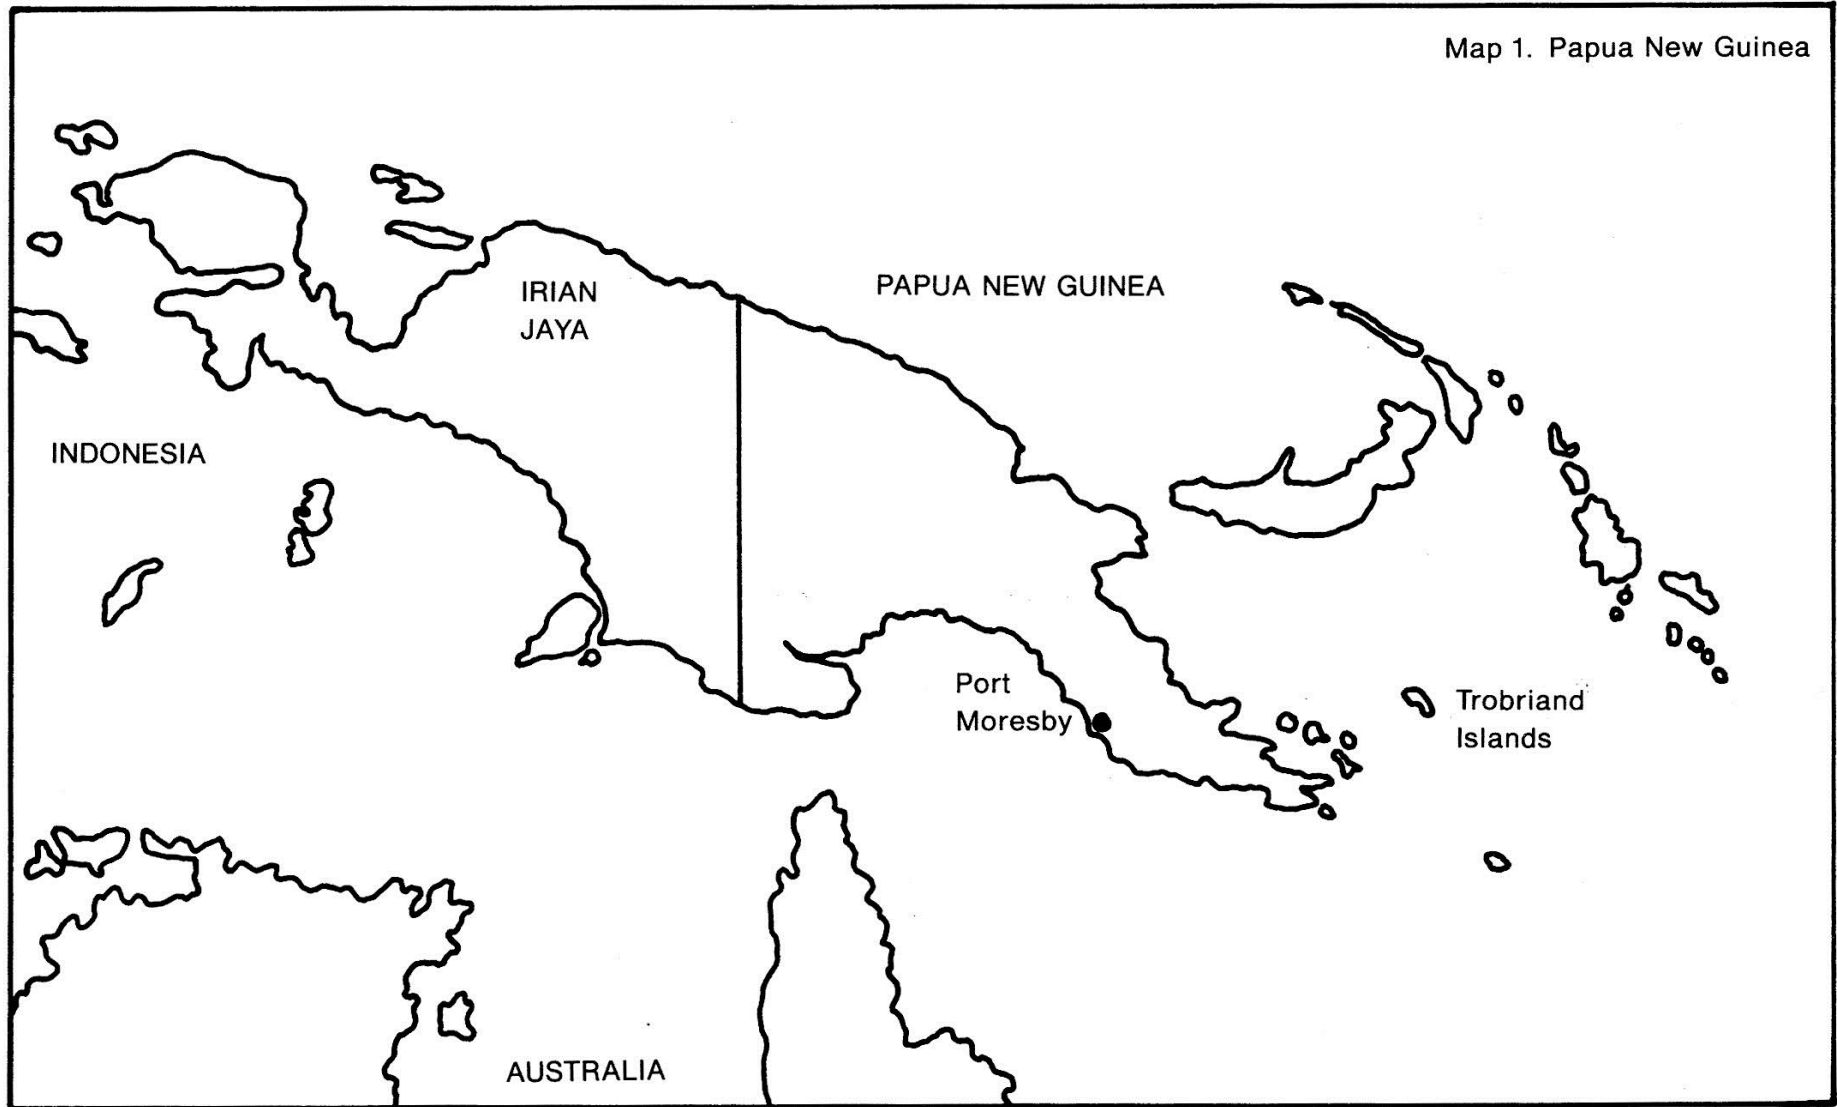 Map 1. Papua New Guinea
IRIAN
JAYA
PAPUA NEW GUINEA
INDONESIA
Port
Moresby
Trobriand
Islands
AUSTRALIA